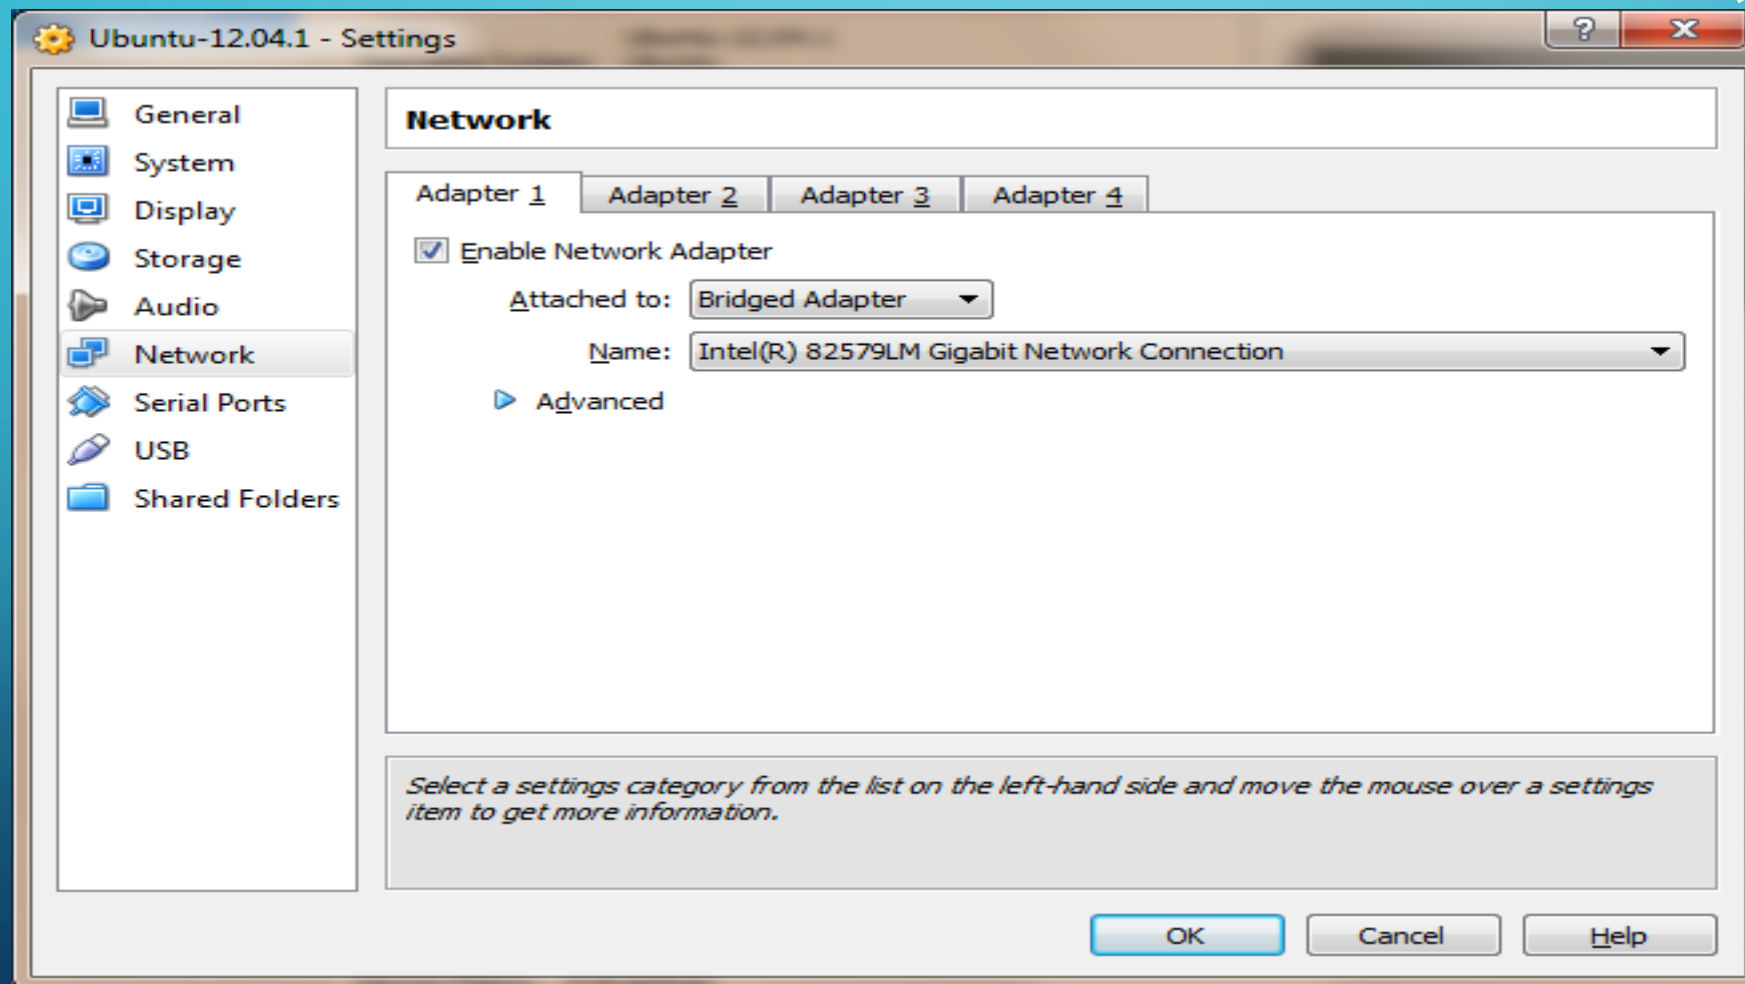 Ubuntu-12.04.1 - Settings
General
System
Display
Storage
Audio
Network
Serial Ports
USB
Shared Folders
Network
Adapter 1
Adapter 2
Adapter 3
Adapter 4
Enable Network Adapter
Attached to: Bridged Adapter
Name: Intel(R) 82579LM Gigabit Network Connection
Advanced
Select a settings category from the list on the left-hand side and move the mouse over a settings
item to get more information.
OK
Cancel
Help